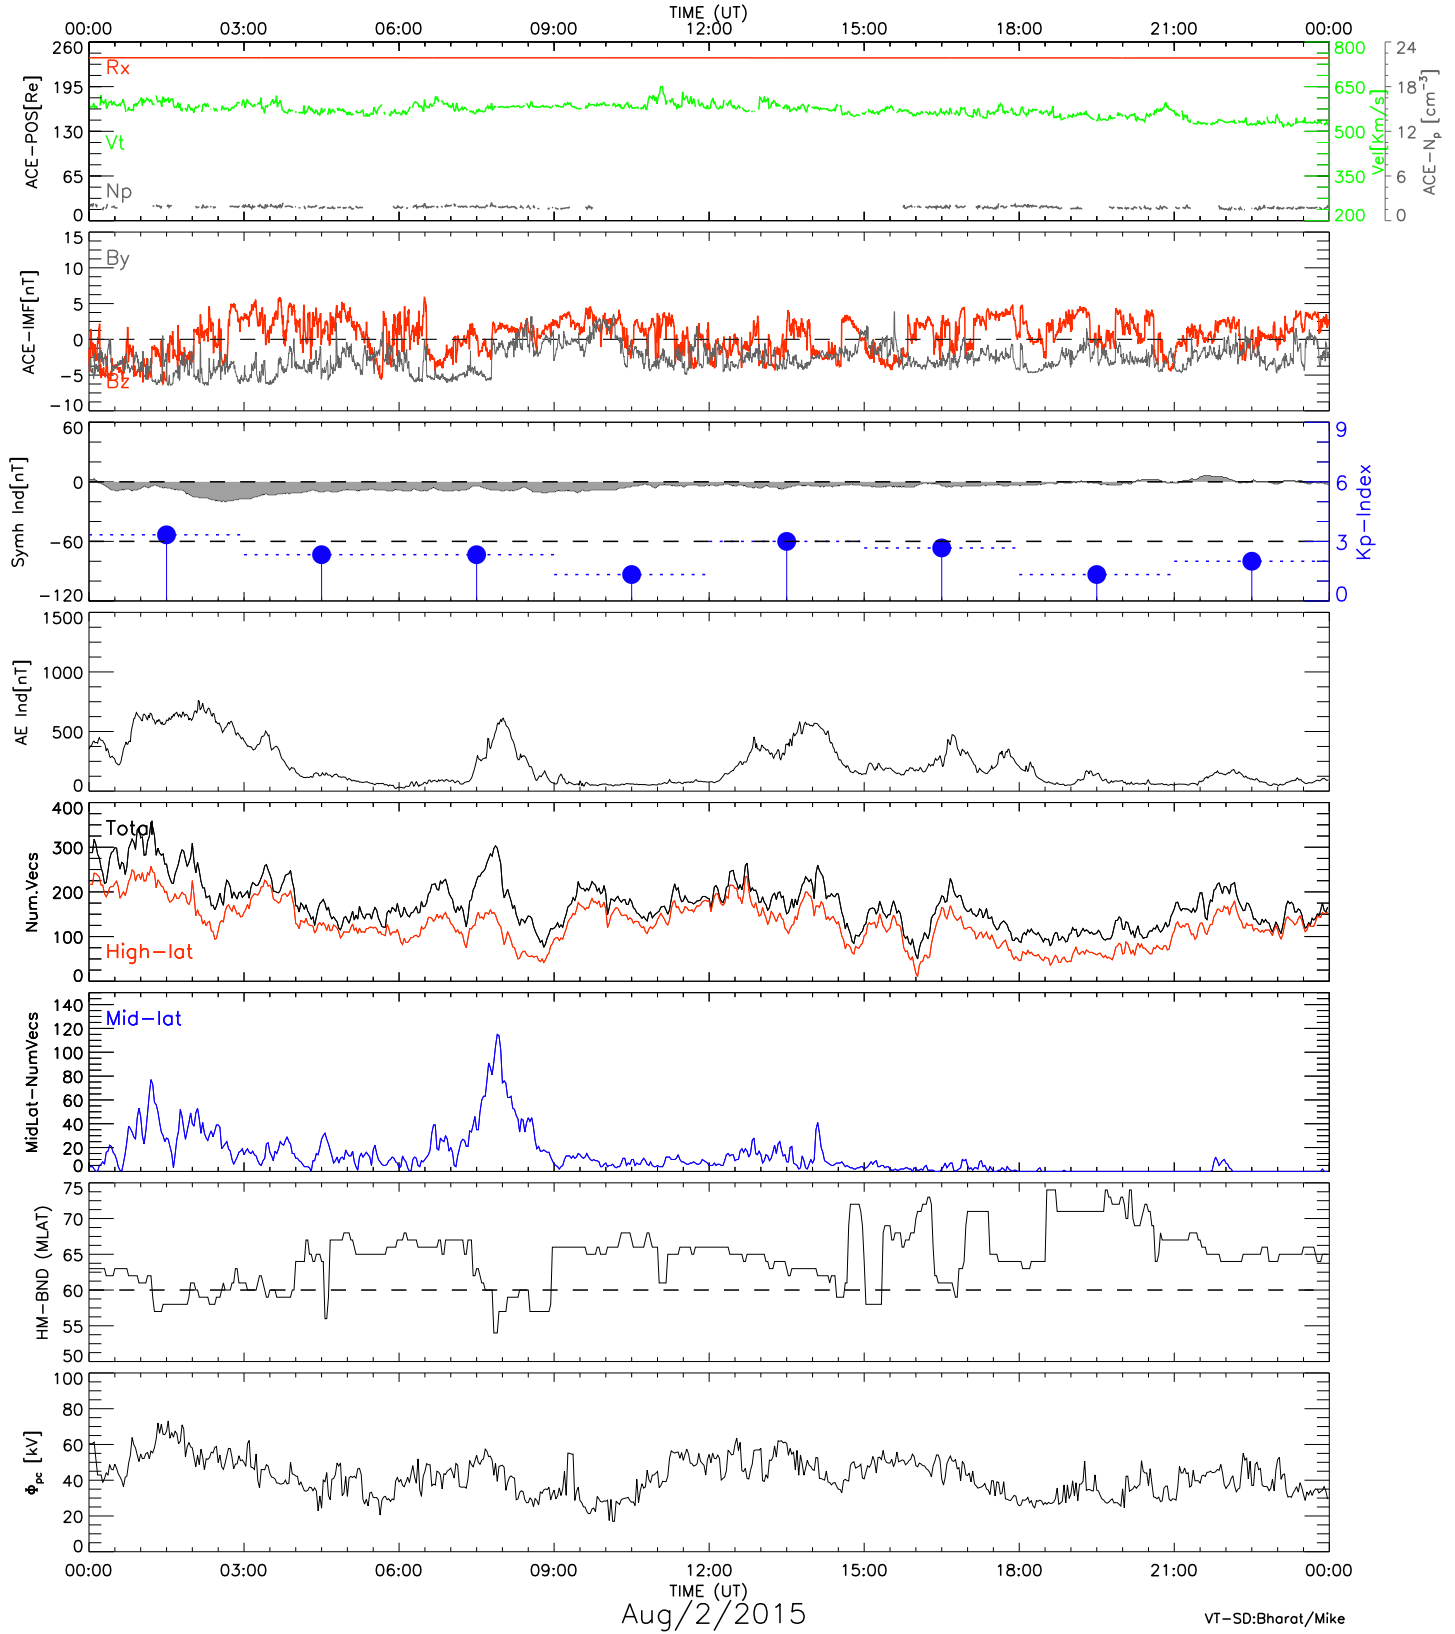 TIME (UT)
00:00 03:00 06:00 09:00 12:00 15:00 18:00 21:00 00:00
260 195 130 65 0
ACE-POS[Re]
Rx
Vt
Np
800 650 500 350 200
Vel[Km/s]
24 18 12 6 0
ACE-Np [cm-3]
15 10 5 0 -5 -10
ACE-IMF[nT]
By
Bz
60 0 -60 -120
Symh Ind[nT]
9 6 3 0
Kp-Index
1500 1000 500 0
AE Ind[nT]
400 300 200 100 0
Num.Vecs
Total
High-lat
140 120 100 80 60 40 20 0
MidLat-NumVecs
Mid-lat
75 70 65 60 55 50
HM-BND (MLAT)
100 80 60 40 20 0
Φpc [kV]
00:00 03:00 06:00 09:00 12:00 15:00 18:00 21:00 00:00
TIME (UT)
Aug/2/2015
VT-SD:Bharat/Mike